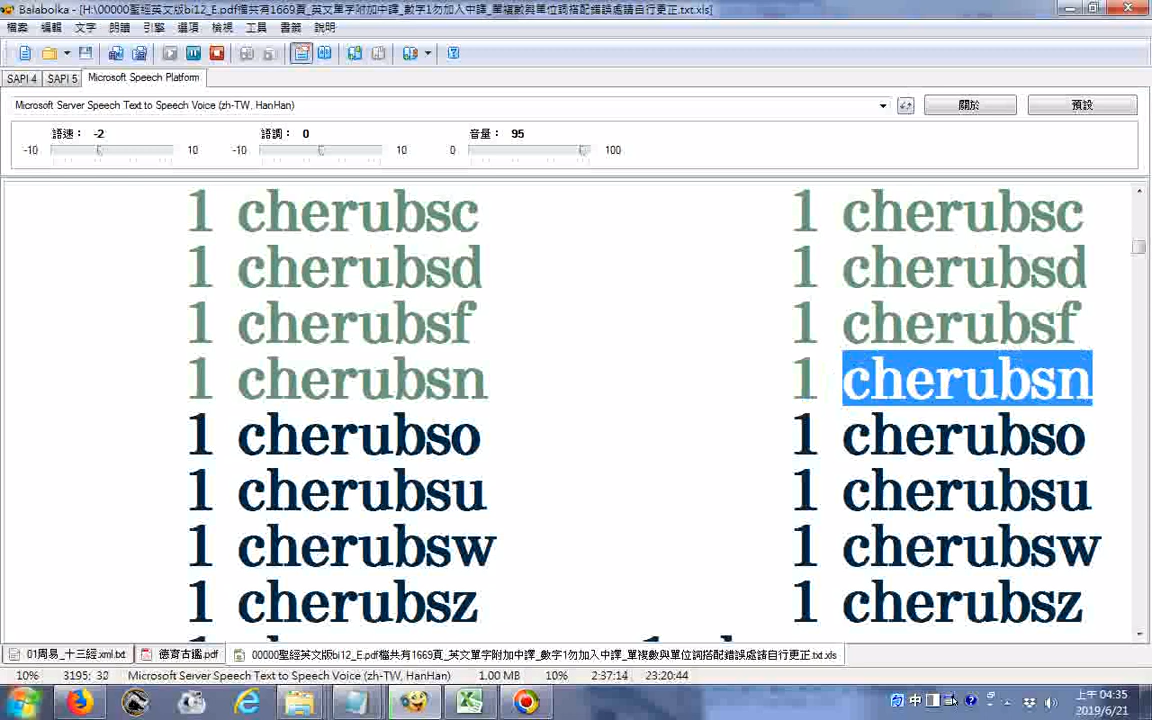 Balabolka - [H:\00000聖經英文版bi12_E.pdf檔共有1669頁_英文單字附加中譯_數字1勿加入中譯_單複數與單位詞搭配錯誤處請自行更正.txt.xls]
檔案 編輯 文字 朗讀 引擎 選項 檢視 工具 書籤 說明
SAPI 4 SAPI 5 Microsoft Speech Platform
Microsoft Server Speech Text to Speech Voice (zh-TW, HanHan) 關於 預設
語速： -2 語調： 0 音量： 95
-10 10 -10 10 0 100
1 cherubsc 1 cherubsc
1 cherubsd 1 cherubsd
1 cherubsf 1 cherubsf
1 cherubsn 1 cherubsn
1 cherubso 1 cherubso
1 cherubsu 1 cherubsu
1 cherubsw 1 cherubsw
1 cherubsz 1 cherubsz
01周易_十三經.xml.txt 德育古鑑.pdf 00000聖經英文版bi12_E.pdf檔共有1669頁_英文單字附加中譯_數字1勿加入中譯_單複數與單位詞搭配錯誤處請自行更正.txt.xls
10% 3195: 32 Microsoft Server Speech Text to Speech Voice (zh-TW, HanHan) 1.00 MB 10% 2:37:14 23:20:44
中 上午 04:35
2019/6/21